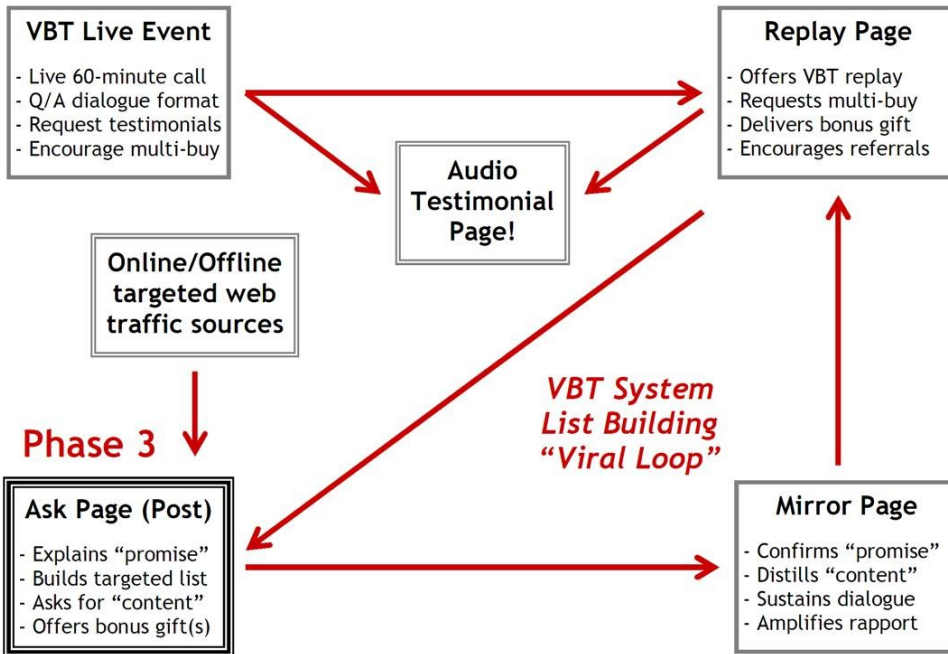 VBT Live Event
- Live 60-minute call
- Q/A dialogue format
- Request testimonials
- Encourage multi-buy
Replay Page
- Offers VBT replay
- Requests multi-buy
- Delivers bonus gift
- Encourages referrals
Audio
Testimonial
Page!
Online/Offline
targeted web
traffic sources
VBT System
List Building
“Viral Loop”
Phase 3
Ask Page (Post)
- Explains “promise”
- Builds targeted list
- Asks for “content”
- Offers bonus gift(s)
Mirror Page
- Confirms “promise”
- Distills “content”
- Sustains dialogue
- Amplifies rapport